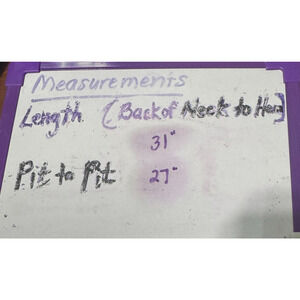 Measurements
Length (Back of Neck to Hem)
31"
Pit to Pit 27"